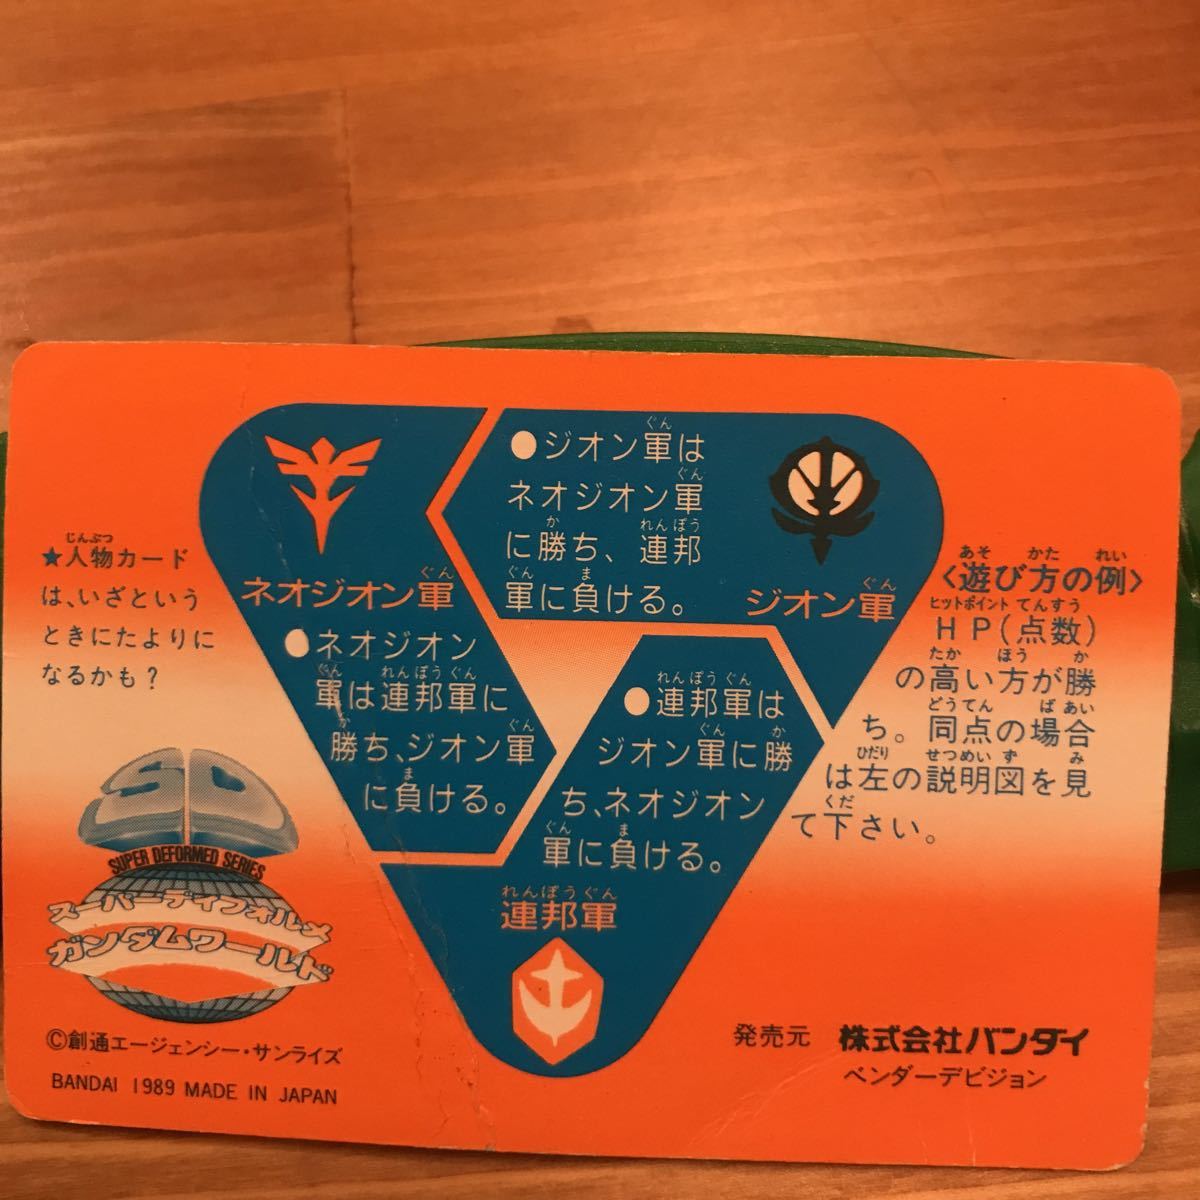 ●ジオン軍は
ネオジオン軍
に勝ち、連邦
軍に負ける。
ジオン軍
ネオジオン軍
●ネオジオン
軍は連邦軍に
勝ち、ジオン軍
に負ける。
●連邦軍は
ジオン軍に勝
ち、ネオジオン
軍に負ける。
連邦軍
★人物カード
は、いざという
ときにたよりに
なるかも?
〈遊び方の例〉
HP(点数)
の高い方が勝
ち。同点の場合
は左の説明図を見
て下さい。
SUPER DEFORMED SERIES
スーパーディフォルメ
ガンダムワールド
©創通エージェンシー・サンライズ
BANDAI 1989 MADE IN JAPAN
発売元 株式会社バンダイ
ベンダーデビジョン